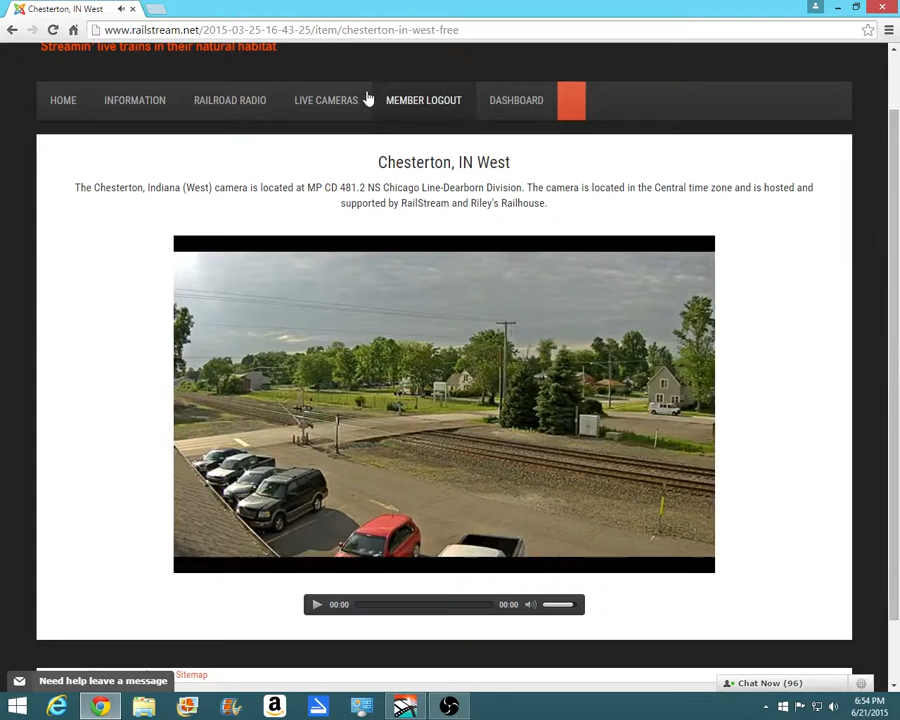 Chesterton, IN West
www.railstream.net/2015-03-25-16-43-25/item/chesterton-in-west-free
Streamin' live trains in their natural habitat
HOME INFORMATION RAILROAD RADIO LIVE CAMERAS MEMBER LOGOUT DASHBOARD
Chesterton, IN West
The Chesterton, Indiana (West) camera is located at MP CD 481.2 NS Chicago Line-Dearborn Division. The camera is located in the Central time zone and is hosted and
supported by RailStream and Riley's Railhouse.
00:00 00:00
Sitemap
Need help leave a message
Chat Now (96)
6:54 PM
6/21/2015